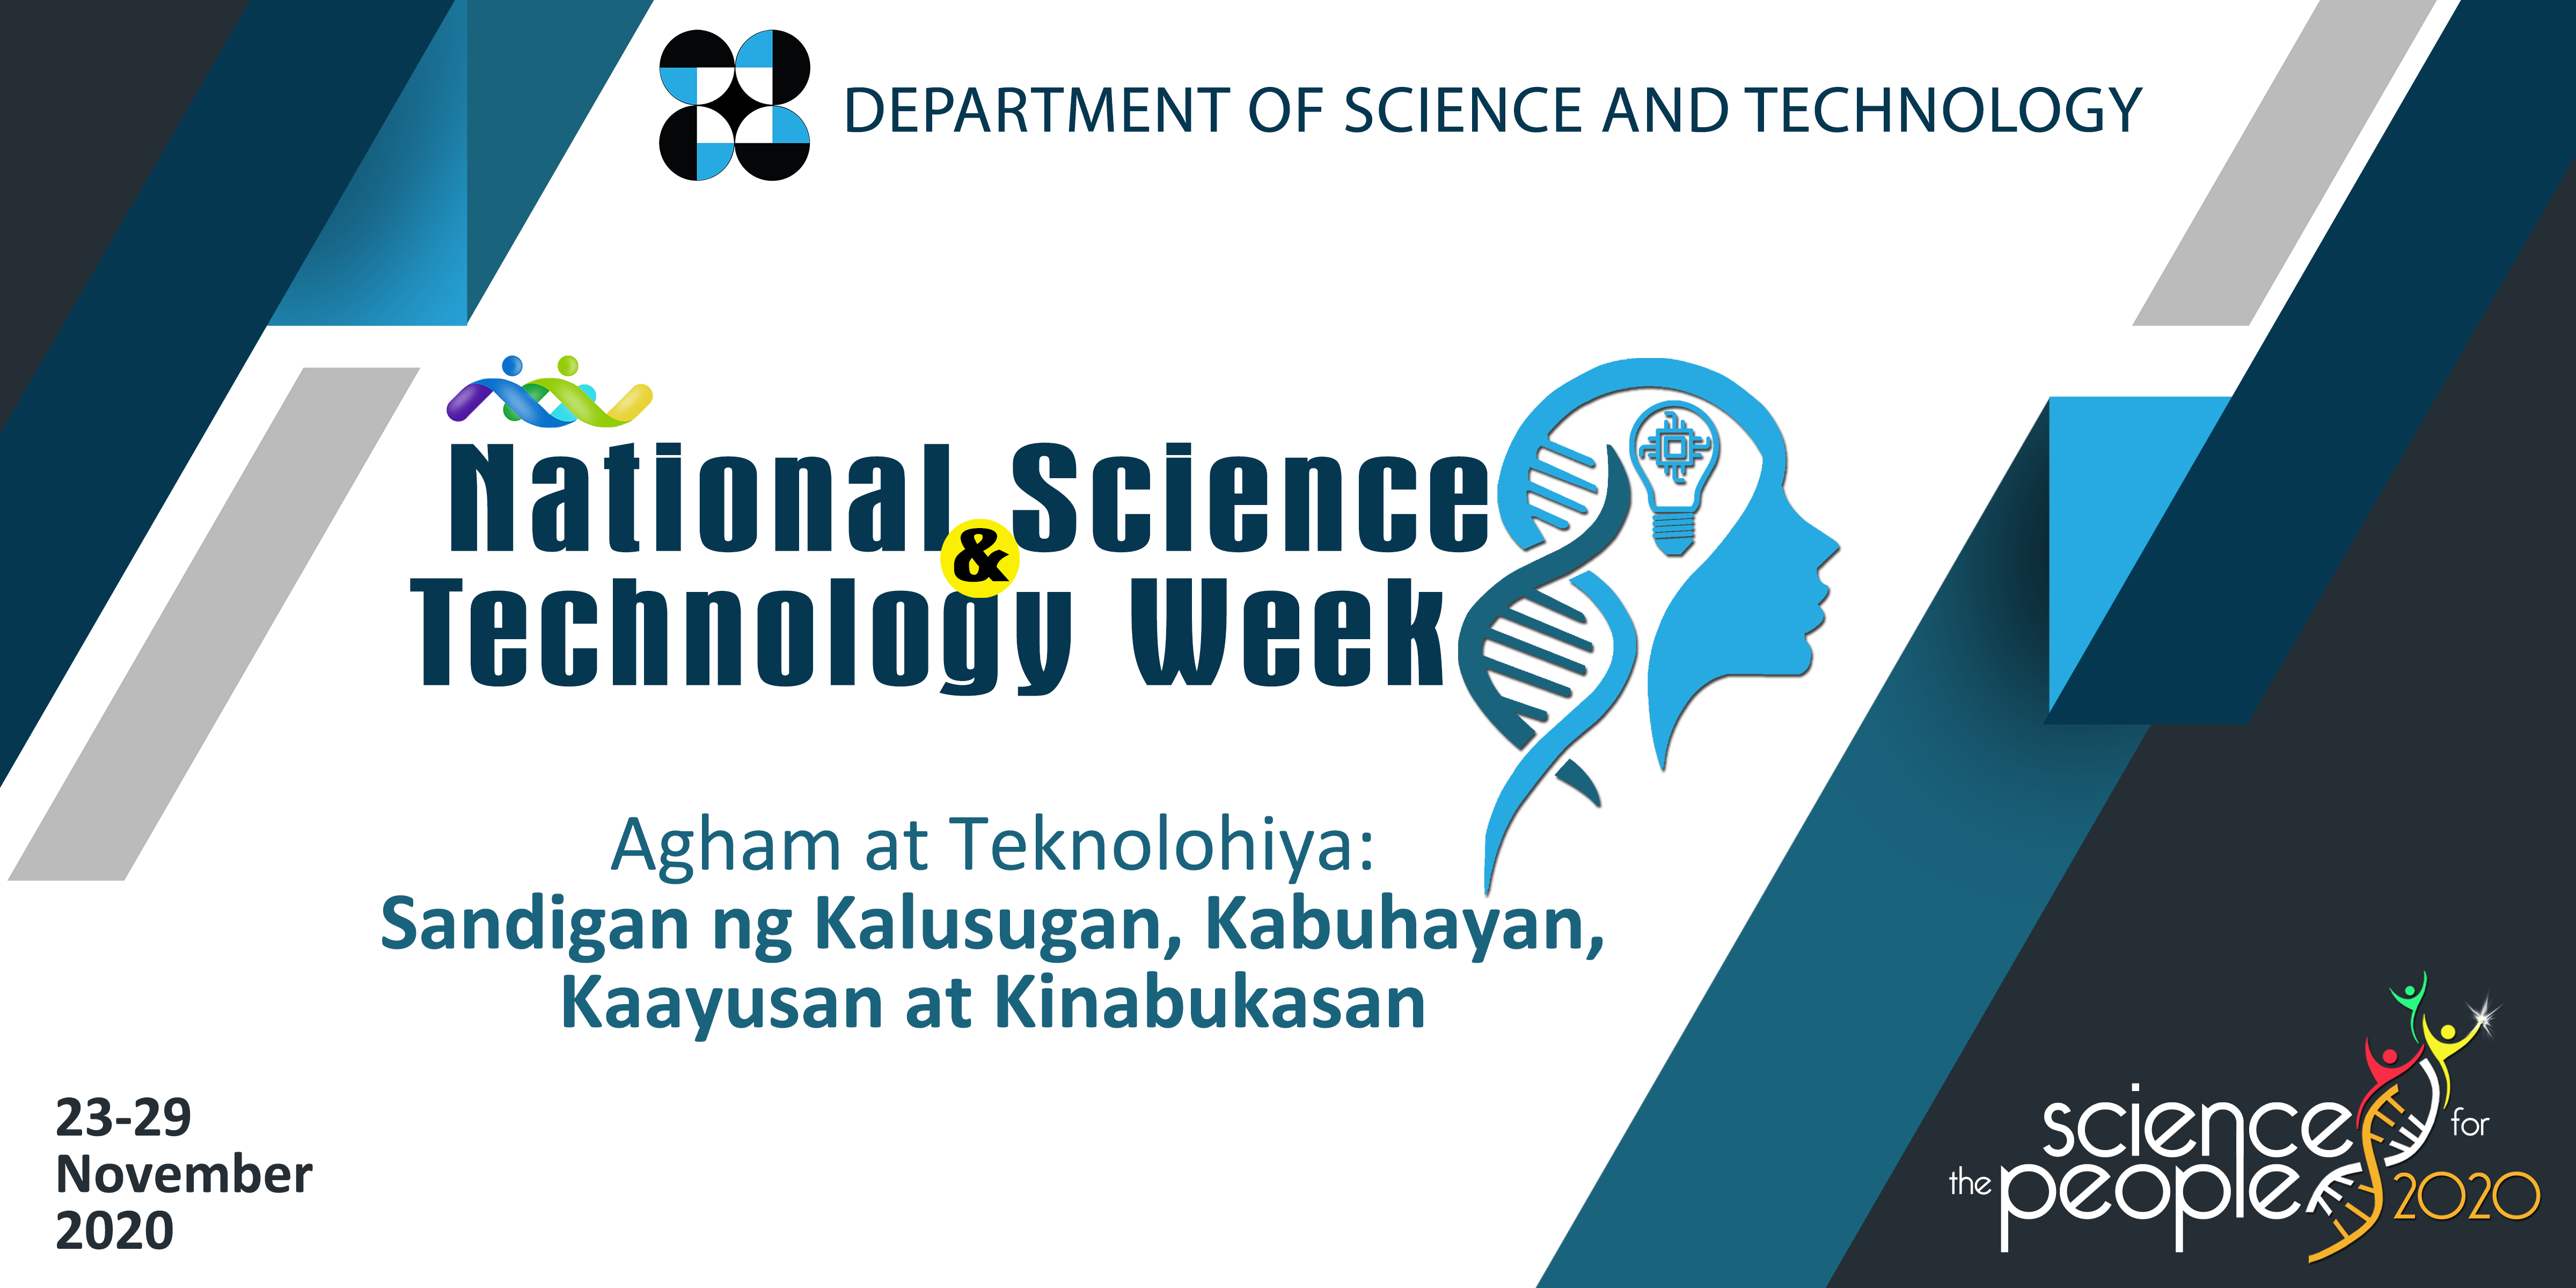 DEPARTMENT OF SCIENCE AND TECHNOLOGY
National Science
&
Technology Week
Agham at Teknolohiya:
Sandigan ng Kalusugan, Kabuhayan,
Kaayusan at Kinabukasan
23-29
November
2020
science for
the people 2020